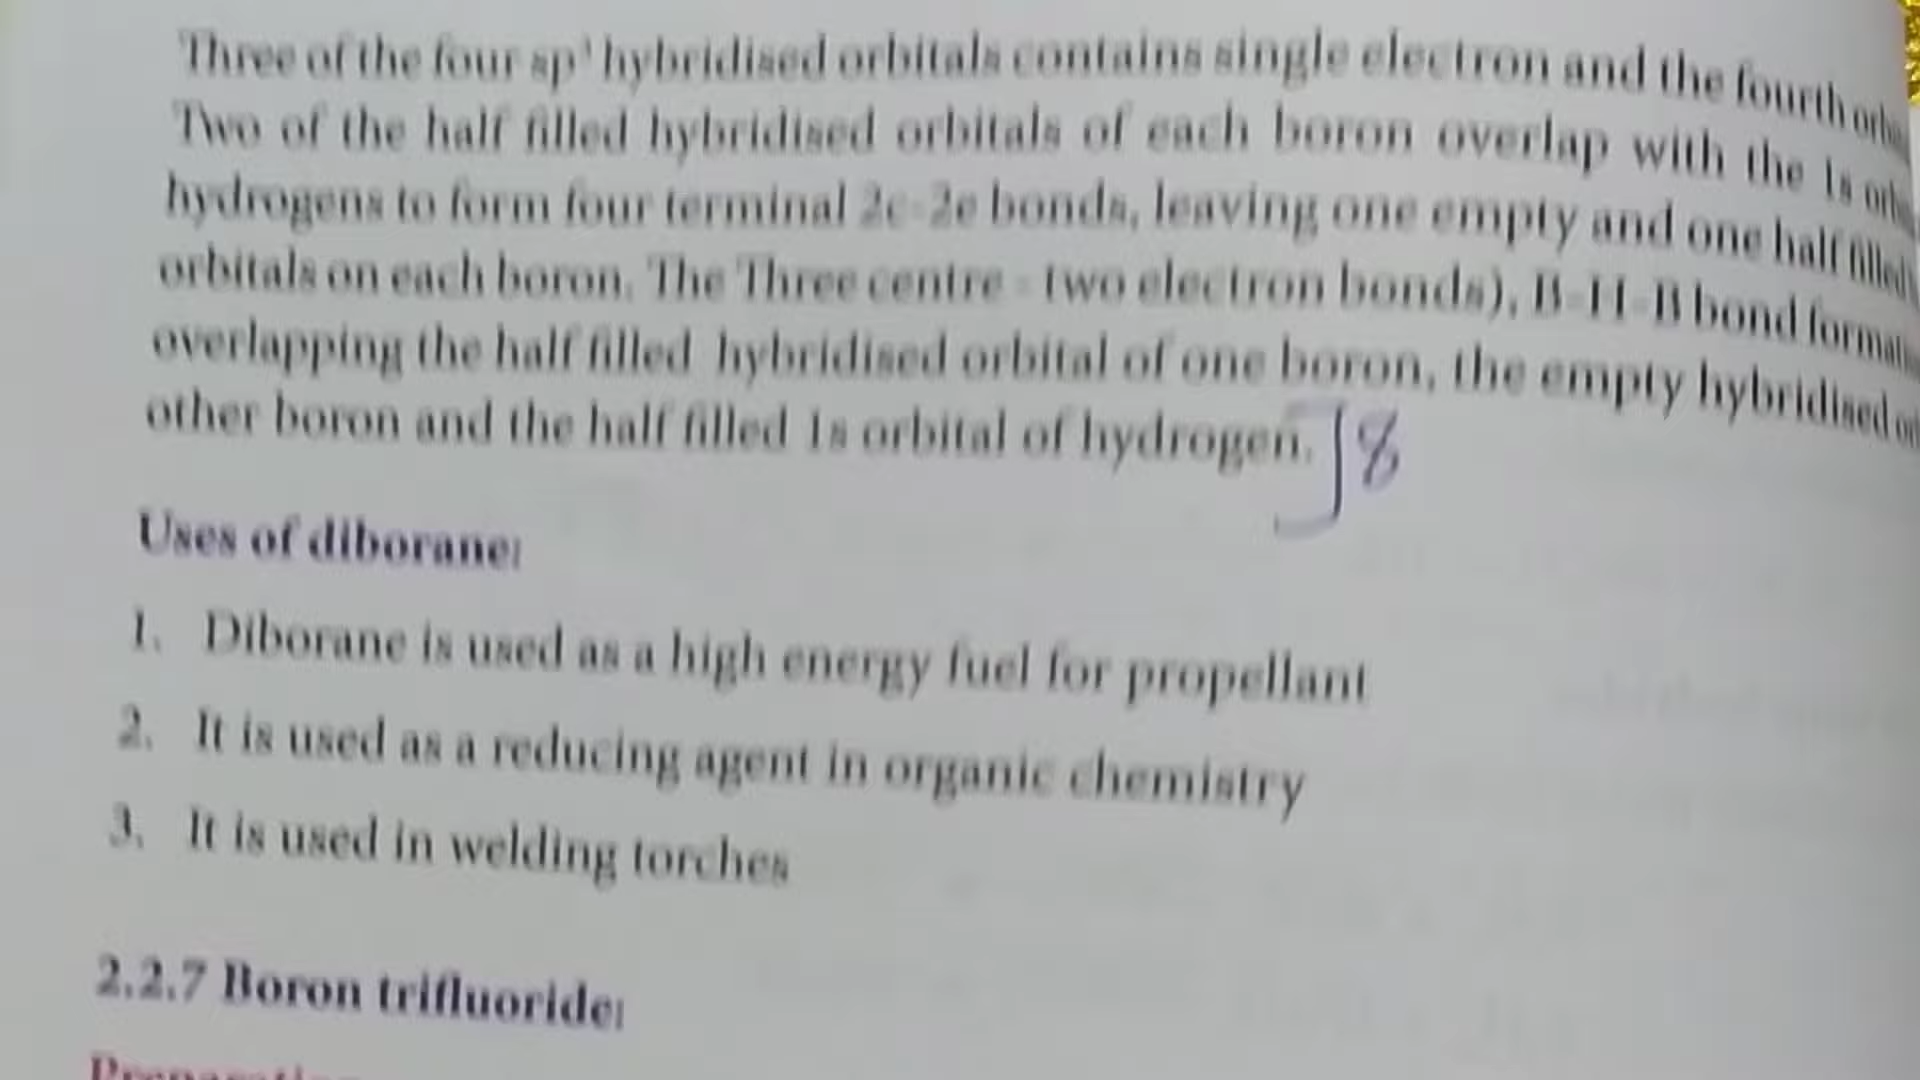 Three of the four sp³ hybridised orbitals contains single electron and the fourth
Two of the half filled hybridised orbitals of each boron overlap with the 1s
hydrogens to form four terminal 2c-2e bonds, leaving one empty and one half filled
orbitals on each boron. The Three centre - two electron bonds), B-H-B bond
overlapping the half filled hybridised orbital of one boron, the empty hybridised
other boron and the half filled 1s orbital of hydrogen. ]8
Uses of diborane:
1. Diborane is used as a high energy fuel for propellant
2. It is used as a reducing agent in organic chemistry
3. It is used in welding torches
2.2.7 Boron trifluoride: